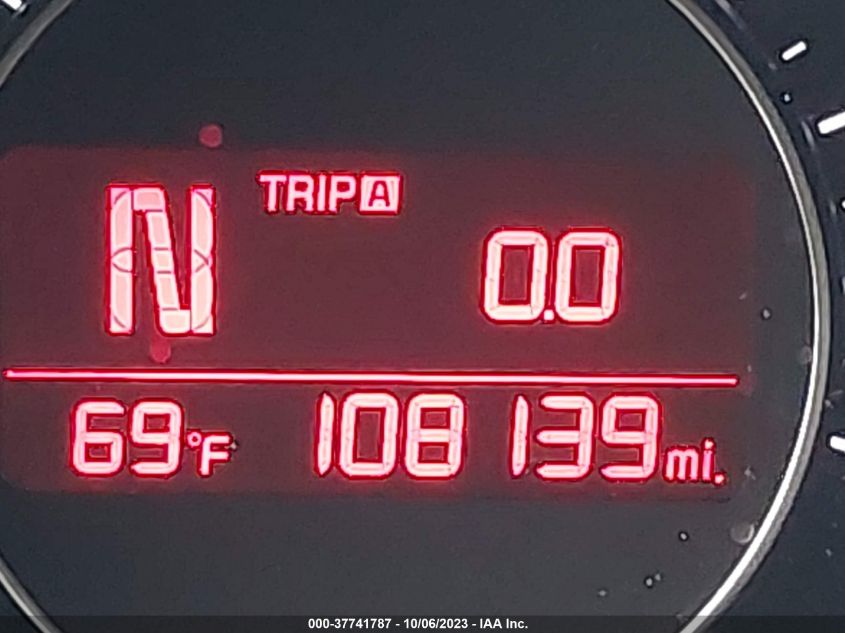 TRIP A
N 0.0
69°F 108139 mi.
000-37741787 - 10/06/2023 - IAA Inc.